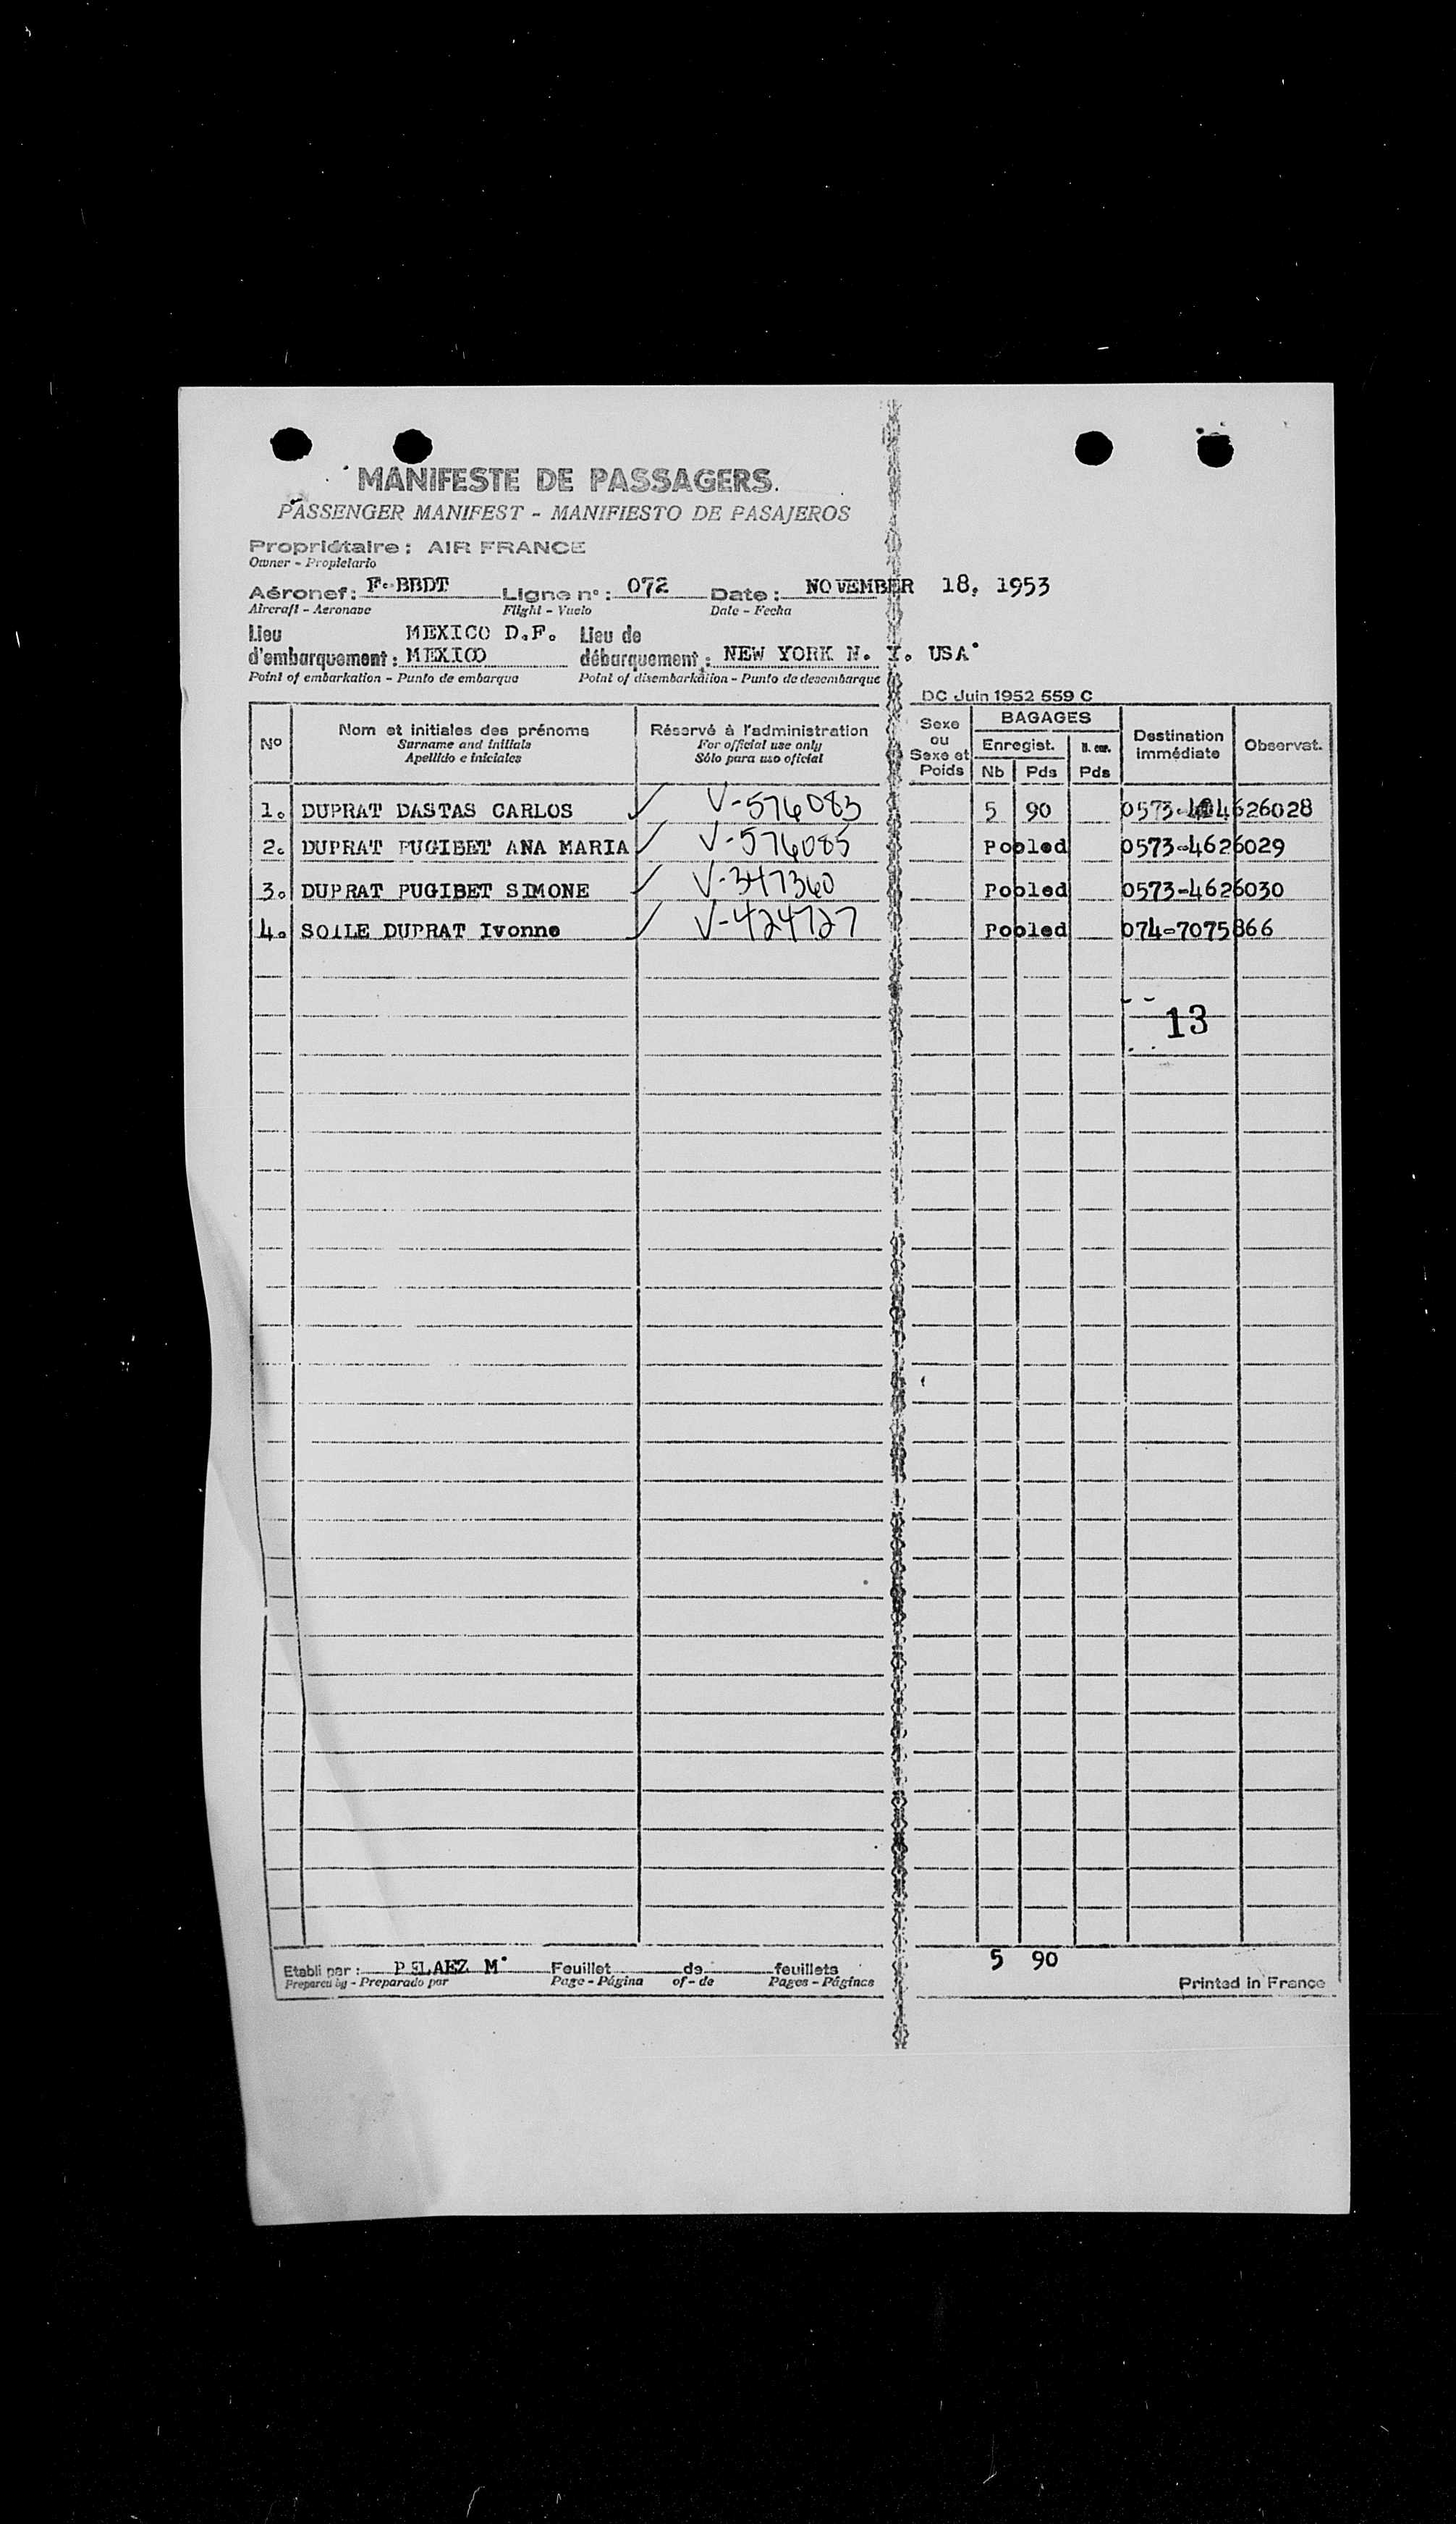 MANIFESTE DE PASSAGERS.
PASSENGER MANIFEST - MANIFIESTO DE PASAJEROS
Propriétaire : AIR FRANCE
Owner - Propietario
Aéronef : F-BBDT Ligne n° : 072 Date : NOVEMBER 18, 1953
Aircraft - Aeronave Flight - Vuelo Date - Fecha
Lieu MEXICO D.F. Lieu de
d'embarquement : MEXICO débarquement : NEW YORK N. Y. USA
Point of embarkation - Punto de embarque Point of disembarkation - Punto de desembarque
DC Juin 1952 559 C
Nº Nom et initiales des prénoms Réservé à l'administration Sexe ou Sexe et Poids BAGAGES Destination immédiate Observat.
Surname and initials For official use only Enregist. N. enr.
Apellido e iniciales Sólo para uso oficial Nb Pds Pds
1. DUPRAT DASTAS CARLOS V-576083 5 90 0573-4626028
2. DUPRAT PUGIBET ANA MARIA V-576085 Pooled 0573-4626029
3. DUPRAT PUGIBET SIMONE V-347360 Pooled 0573-4626030
4. DUPRAT Ivonne V-424727 Pooled 074-7075866
13
5 90
Etabli par : PELAEZ M. Feuillet de feuillets
Prepared by - Preparado por Page - Página of - de Pages - Páginas
Printed in France